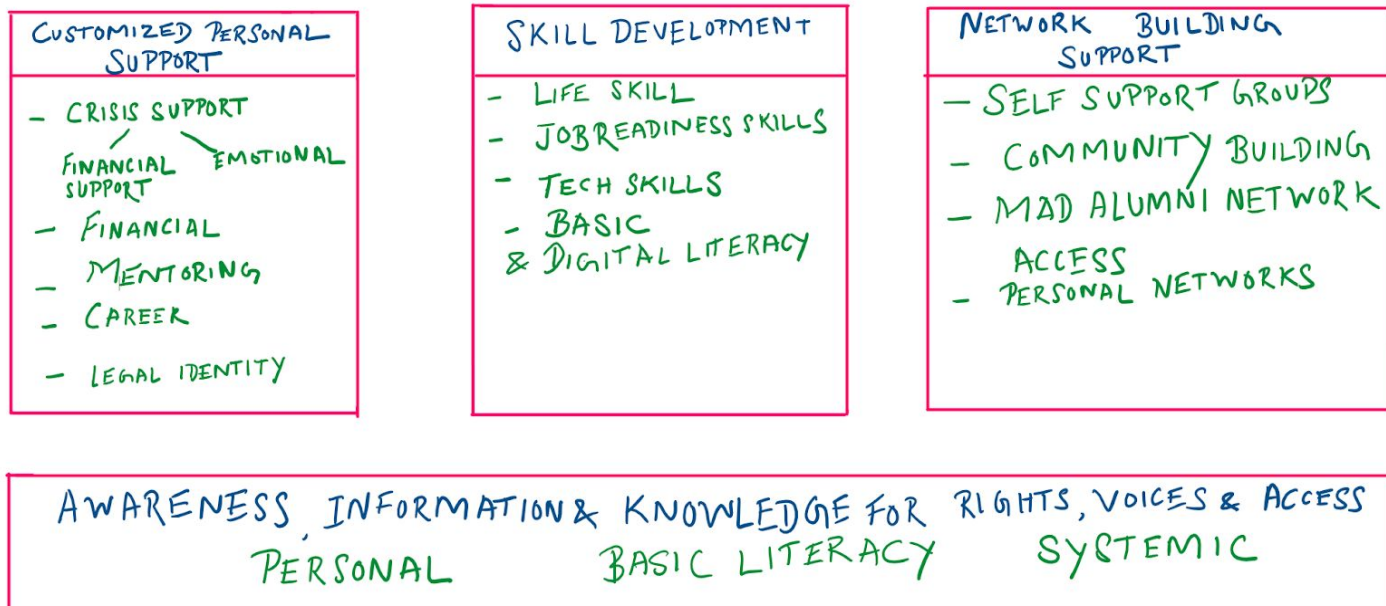 CUSTOMIZED PERSONAL
SUPPORT
- CRISIS SUPPORT
FINANCIAL
SUPPORT
EMOTIONAL
- FINANCIAL
- MENTORING
- CAREER
- LEGAL IDENTITY
SKILL DEVELOPMENT
- LIFE SKILL
- JOBREADINESS SKILLS
- TECH SKILLS
- BASIC
& DIGITAL LITERACY
NETWORK BUILDING
SUPPORT
- SELF SUPPORT GROUPS
- COMMUNITY BUILDING
- MAD ALUMNI NETWORK
ACCESS
- PERSONAL NETWORKS
AWARENESS, INFORMATION & KNOWLEDGE FOR RIGHTS, VOICES & ACCESS
PERSONAL BASIC LITERACY SYSTEMIC